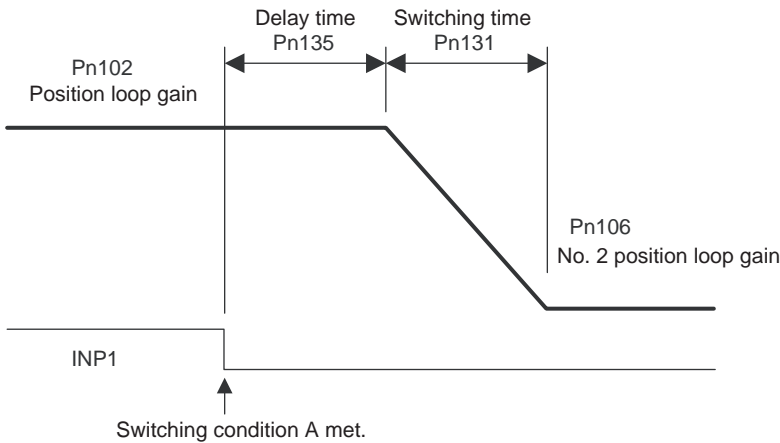 Delay time
Pn135
Switching time
Pn131
Pn102
Position loop gain
Pn106
No. 2 position loop gain
INP1
Switching condition A met.